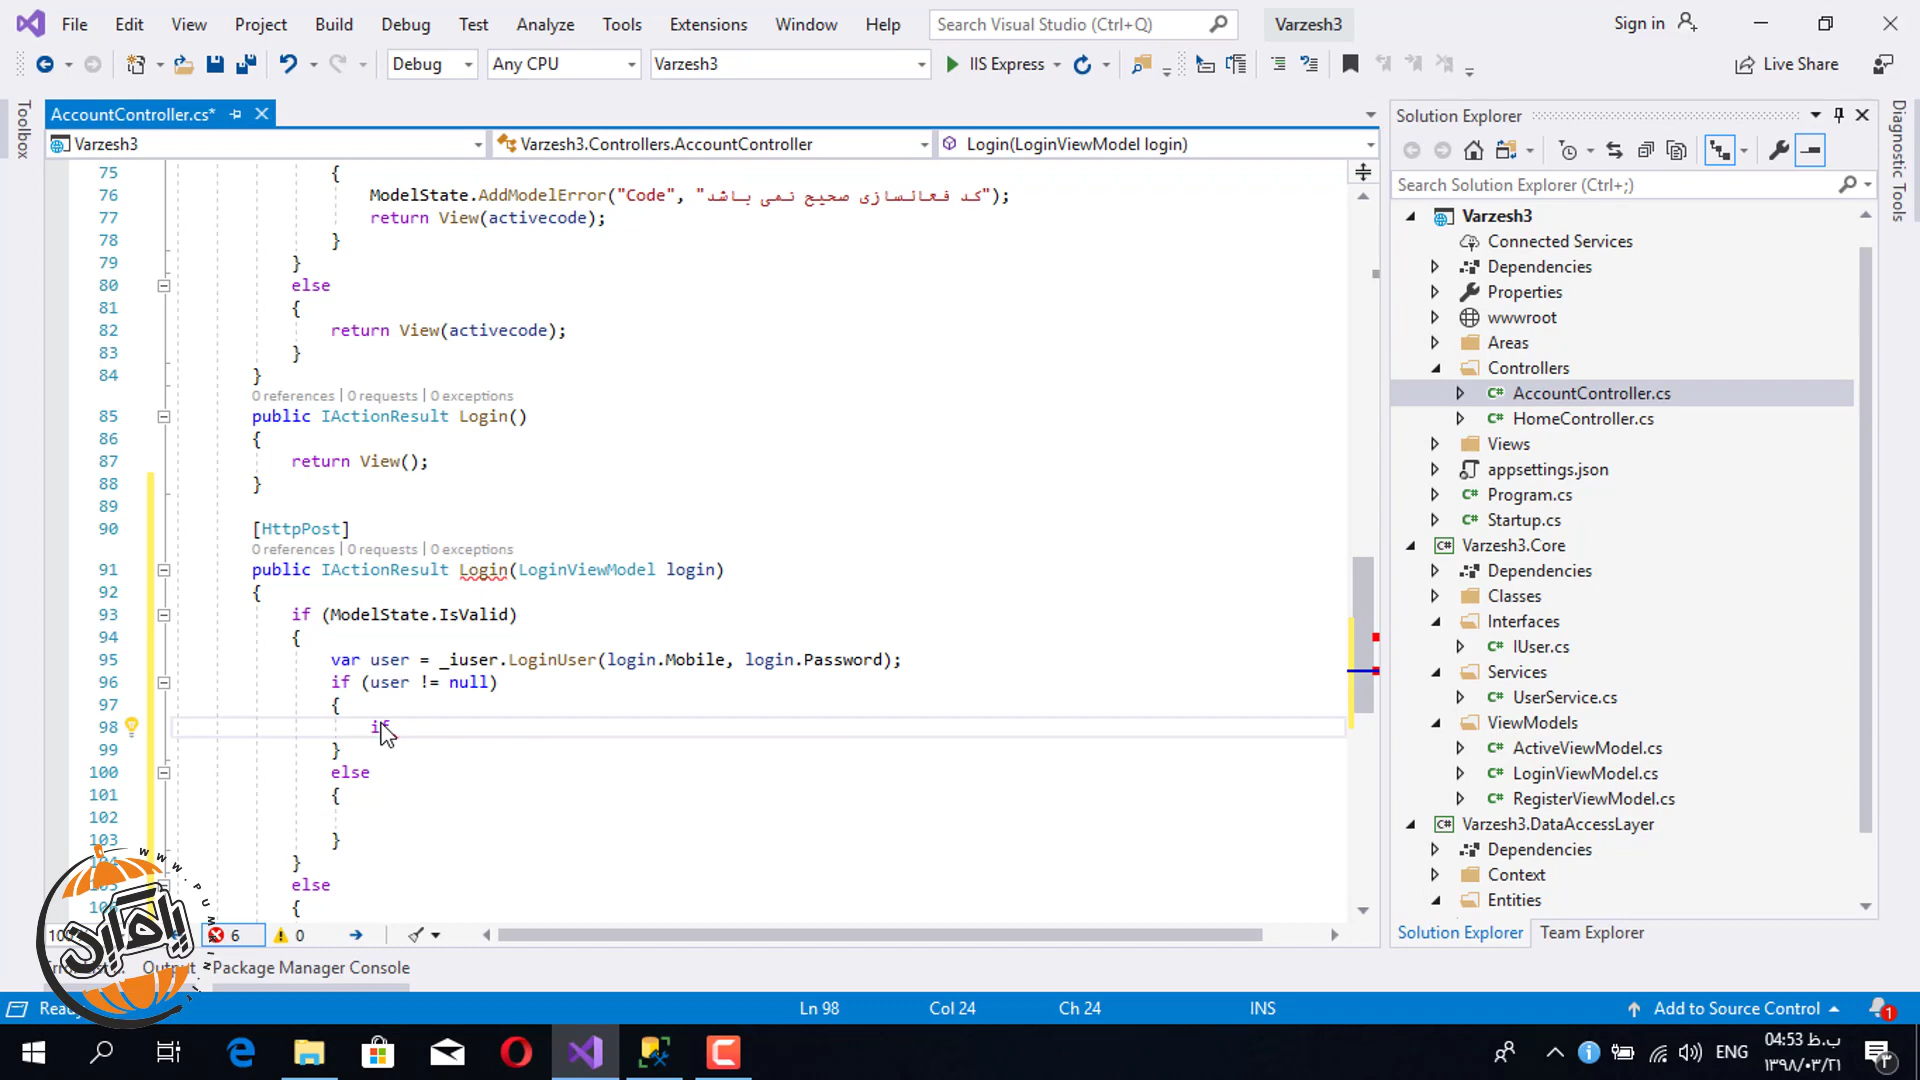 File Edit View Project Build Debug Test Analyze Tools Extensions Window Help Search Visual Studio (Ctrl+Q) Varzesh3 Sign in
Debug Any CPU Varzesh3 IIS Express Live Share
Toolbox
AccountController.cs*
Varzesh3 Varzesh3.Controllers.AccountController Login(LoginViewModel login)
75 {
76 ModelState.AddModelError("Code", "کد فعالسازی صحیح نمی باشد");
77 return View(activecode);
78 }
79 }
80 else
81 {
82 return View(activecode);
83 }
84 }
0 references | 0 requests | 0 exceptions
85 public IActionResult Login()
86 {
87 return View();
88 }
89
90 [HttpPost]
0 references | 0 requests | 0 exceptions
91 public IActionResult Login(LoginViewModel login)
92 {
93 if (ModelState.IsValid)
94 {
95 var user = _iuser.LoginUser(login.Mobile, login.Password);
96 if (user != null)
97 {
98 if
99 }
100 else
101 {
102
103 }
}
else
{
6 0
Output Package Manager Console
Solution Explorer
Search Solution Explorer (Ctrl+;)
Varzesh3
Connected Services
Dependencies
Properties
wwwroot
Areas
Controllers
C# AccountController.cs
C# HomeController.cs
Views
appsettings.json
C# Program.cs
C# Startup.cs
C# Varzesh3.Core
Dependencies
Classes
Interfaces
C# IUser.cs
Services
C# UserService.cs
ViewModels
C# ActiveViewModel.cs
C# LoginViewModel.cs
C# RegisterViewModel.cs
C# Varzesh3.DataAccessLayer
Dependencies
Context
Entities
Solution Explorer Team Explorer
Diagnostic Tools
Ln 98 Col 24 Ch 24 INS Add to Source Control 1
ENG
04:53 ب.ظ
۱۳۹۸/۰۳/۲۱
۳